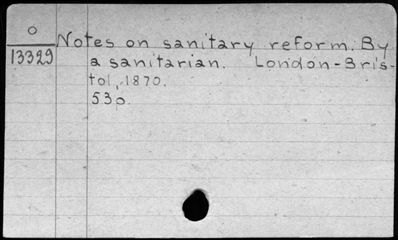 O
13329
Notes on sanitary reform. By
a sanitarian. London-Bris-
tol, 1870.
53p.